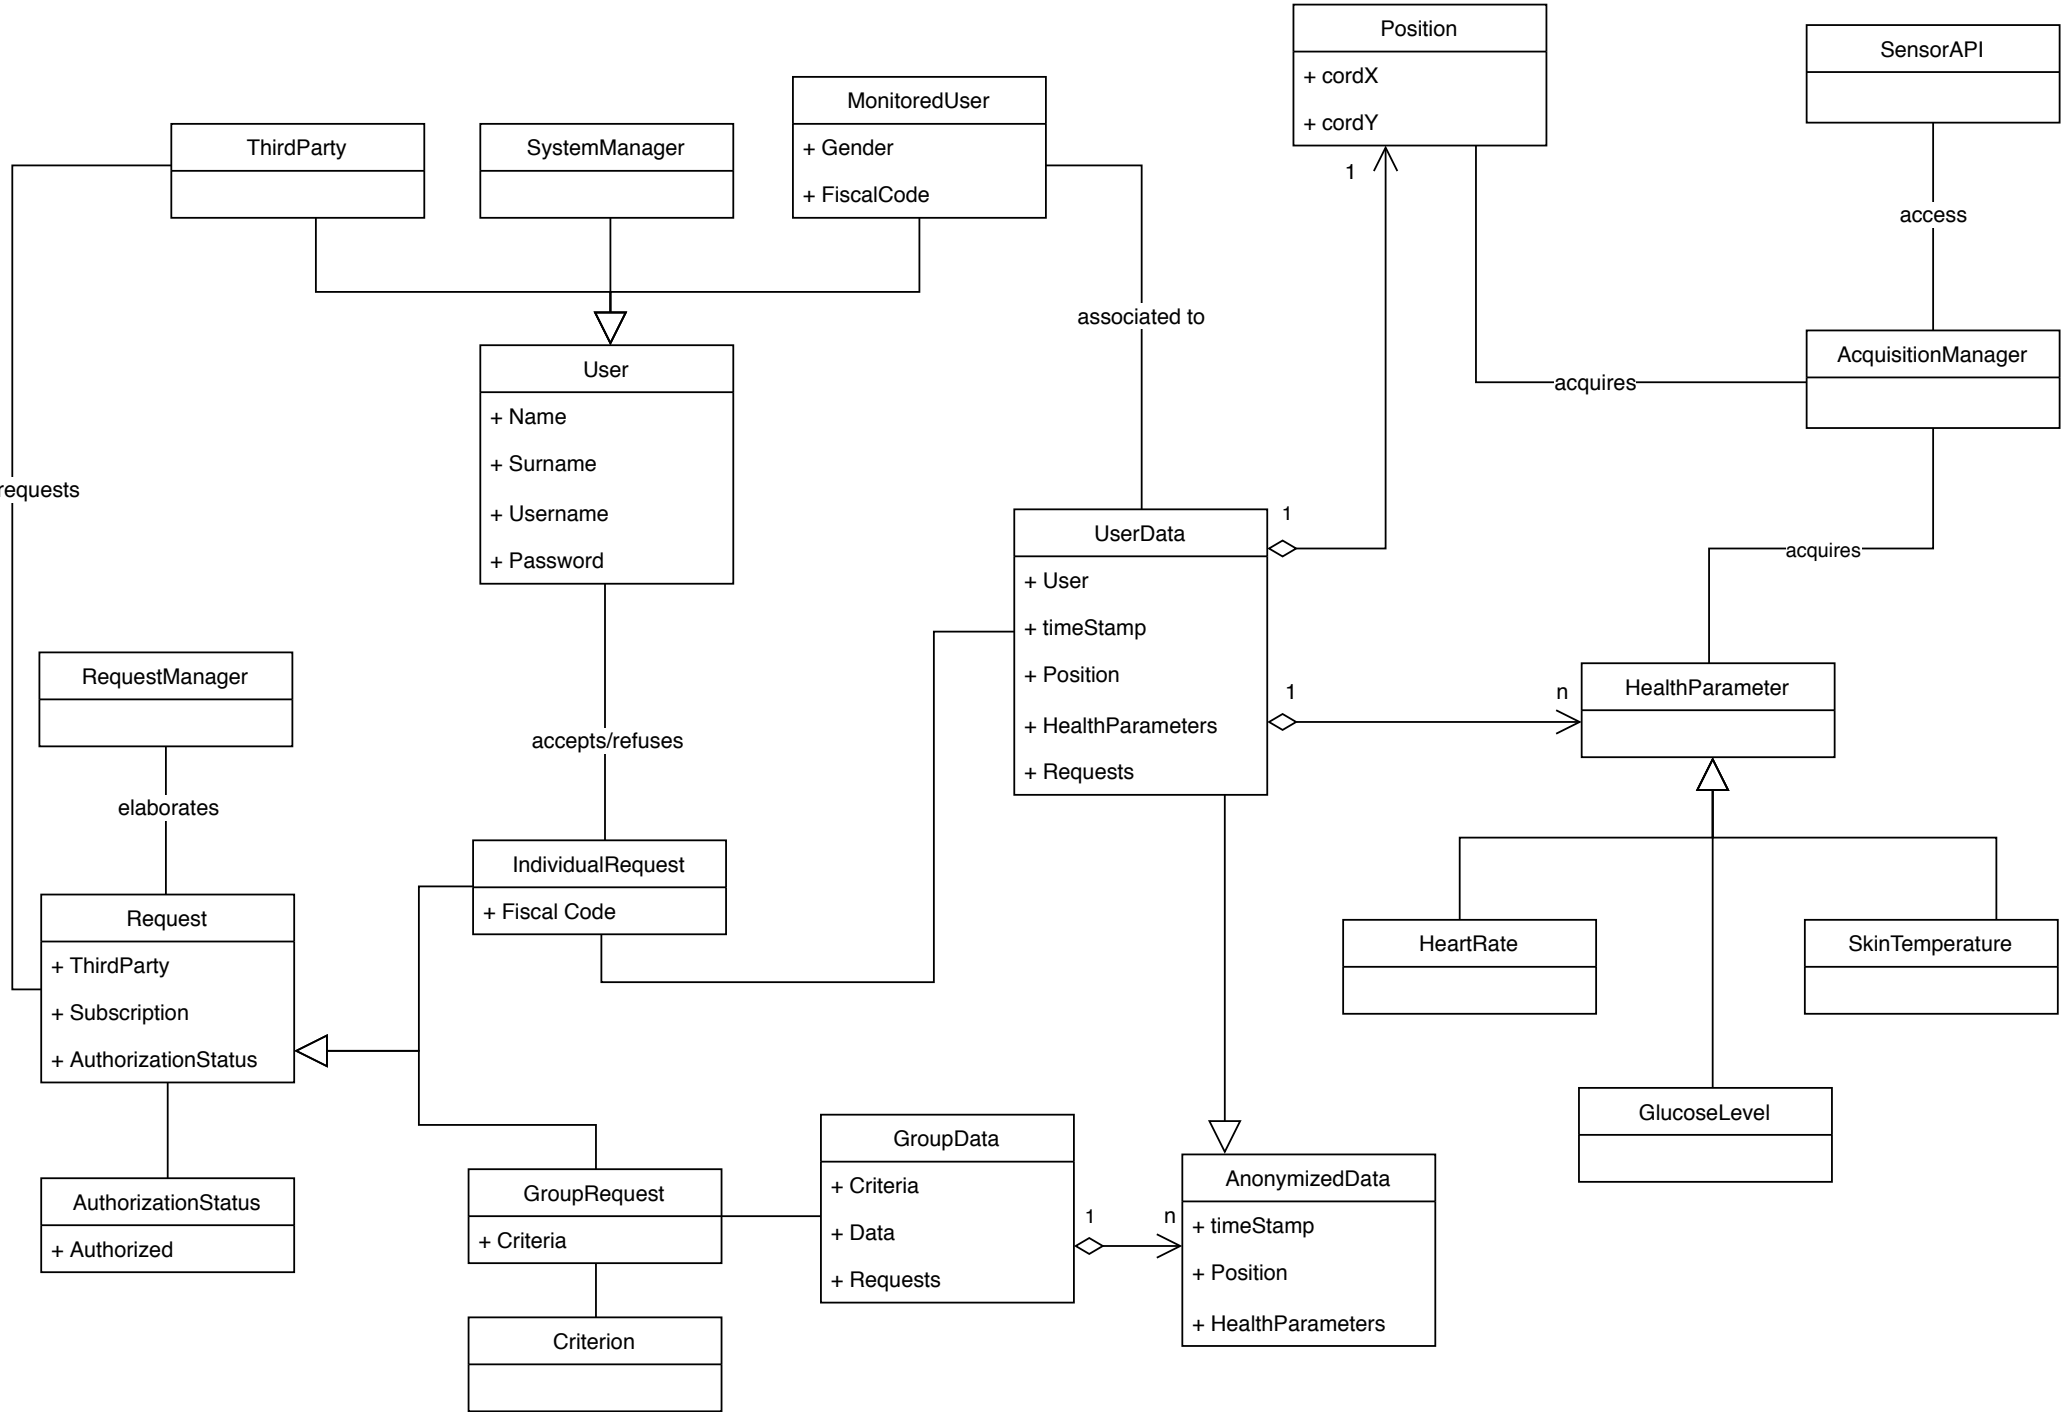 Position
+ cordX
+ cordY
1
SensorAPI
access
MonitoredUser
+ Gender
+ FiscalCode
ThirdParty
SystemManager
requests
associated to
acquires
AcquisitionManager
acquires
User
+ Name
+ Surname
+ Username
+ Password
accepts/refuses
UserData
+ User
+ timeStamp
+ Position
+ HealthParameters
+ Requests
1
1
n
HealthParameter
RequestManager
elaborates
IndividualRequest
+ Fiscal Code
Request
+ ThirdParty
+ Subscription
+ AuthorizationStatus
HeartRate
SkinTemperature
GlucoseLevel
AuthorizationStatus
+ Authorized
GroupRequest
+ Criteria
GroupData
+ Criteria
+ Data
+ Requests
1
n
AnonymizedData
+ timeStamp
+ Position
+ HealthParameters
Criterion